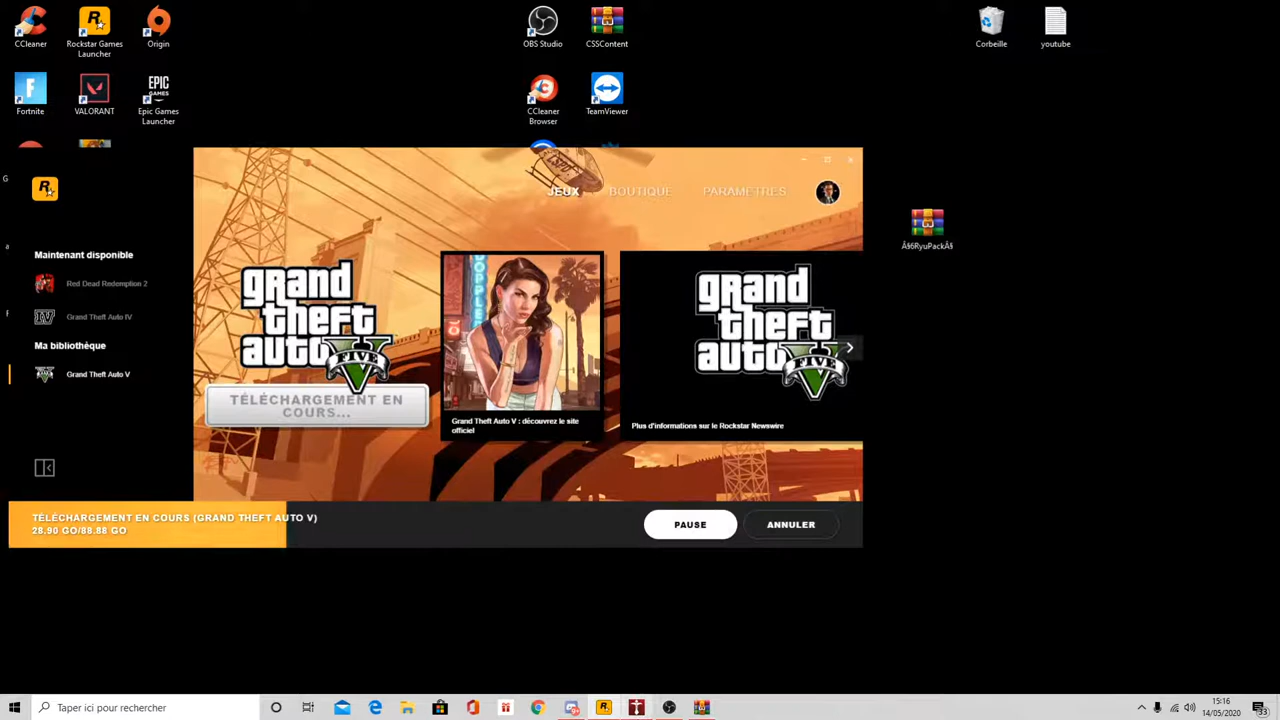 CCleaner
Rockstar Games
Launcher
Origin
OBS Studio
CSSContent
Corbeille
youtube
Fortnite
VALORANT
EPIC
GAMES
Epic Games
Launcher
CCleaner
Browser
TeamViewer
R
JEUX
BOUTIQUE
PARAMÈTRES
Â§6RyuPackÂ§
Maintenant disponible
Red Dead Redemption 2
IV
Grand Theft Auto IV
Ma bibliothèque
Grand Theft Auto V
grand
theft
auto
FIVE
TÉLÉCHARGEMENT EN
COURS...
Grand Theft Auto V : découvrez le site
officiel
grand
theft
auto
FIVE
Plus d'informations sur le Rockstar Newswire
TÉLÉCHARGEMENT EN COURS (GRAND THEFT AUTO V)
28.90 GO/88.88 GO
PAUSE
ANNULER
Taper ici pour rechercher
15:16
14/05/2020
33